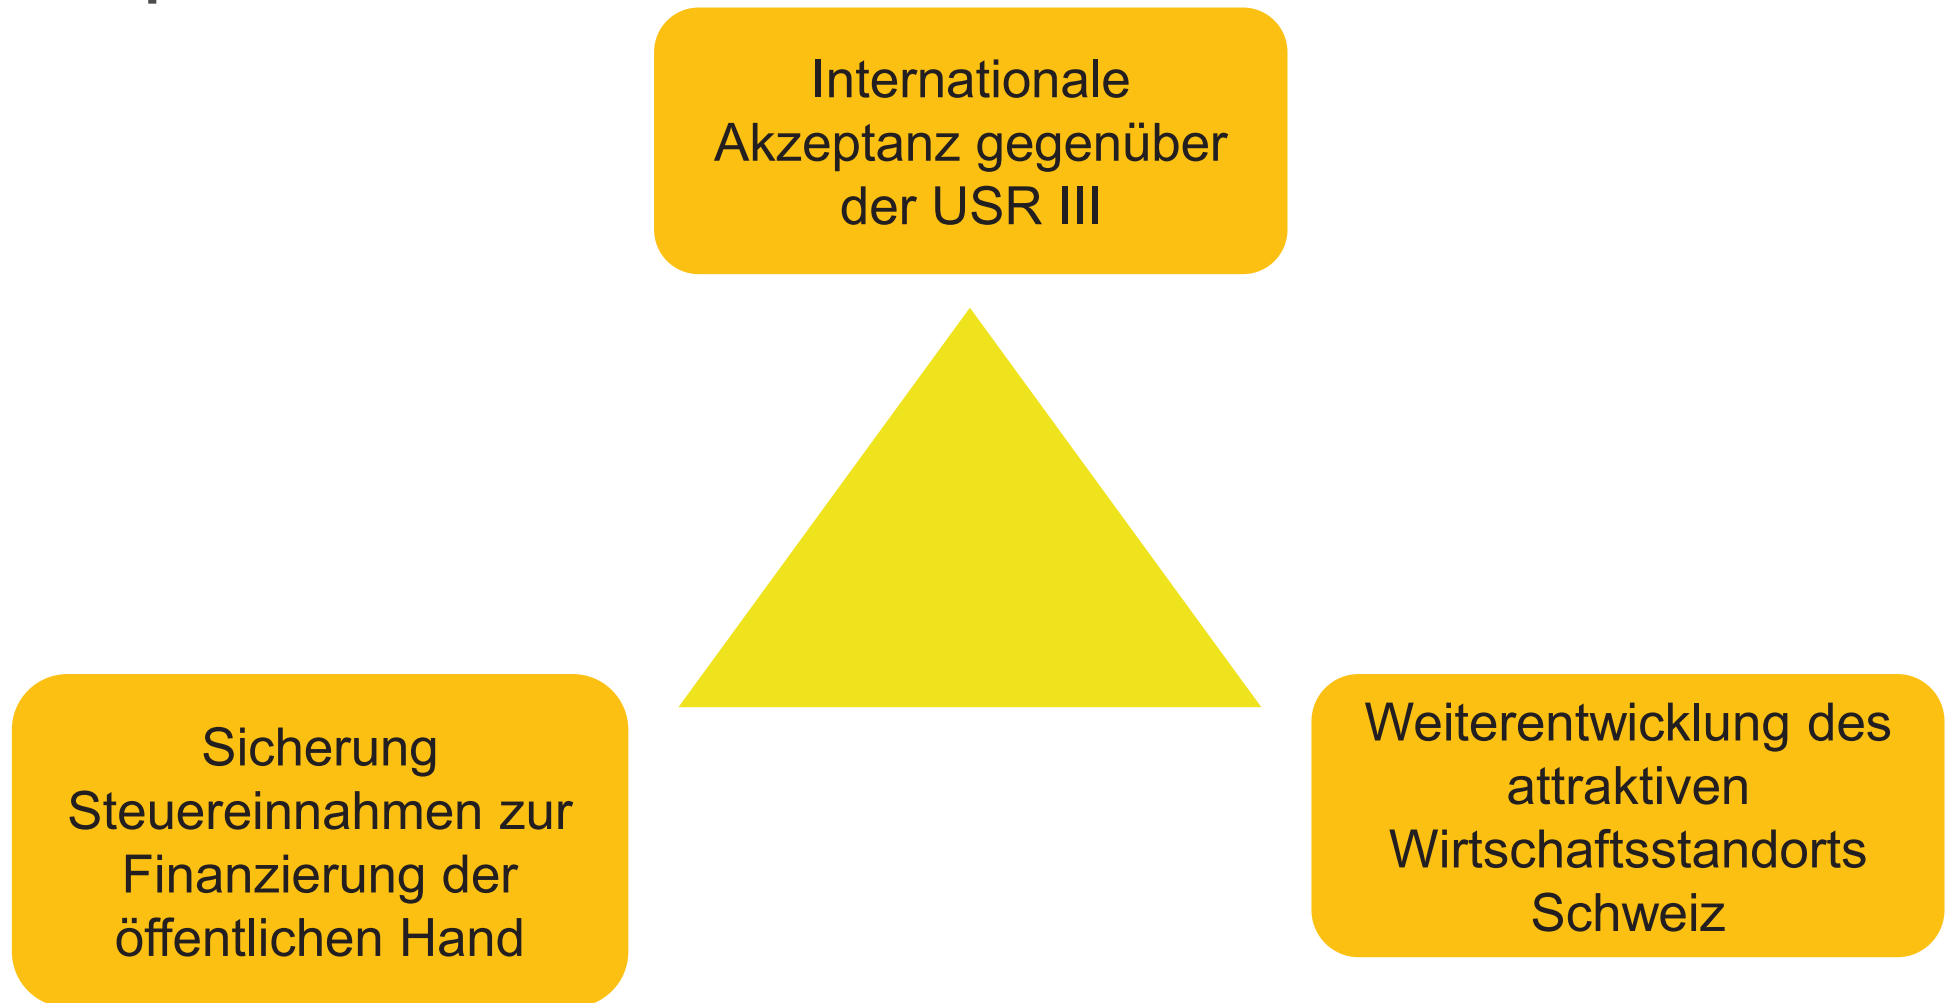 Internationale
Akzeptanz gegenüber
der USR III
Sicherung
Steuereinnahmen zur
Finanzierung der
öffentlichen Hand
Weiterentwicklung des
attraktiven
Wirtschaftsstandorts
Schweiz